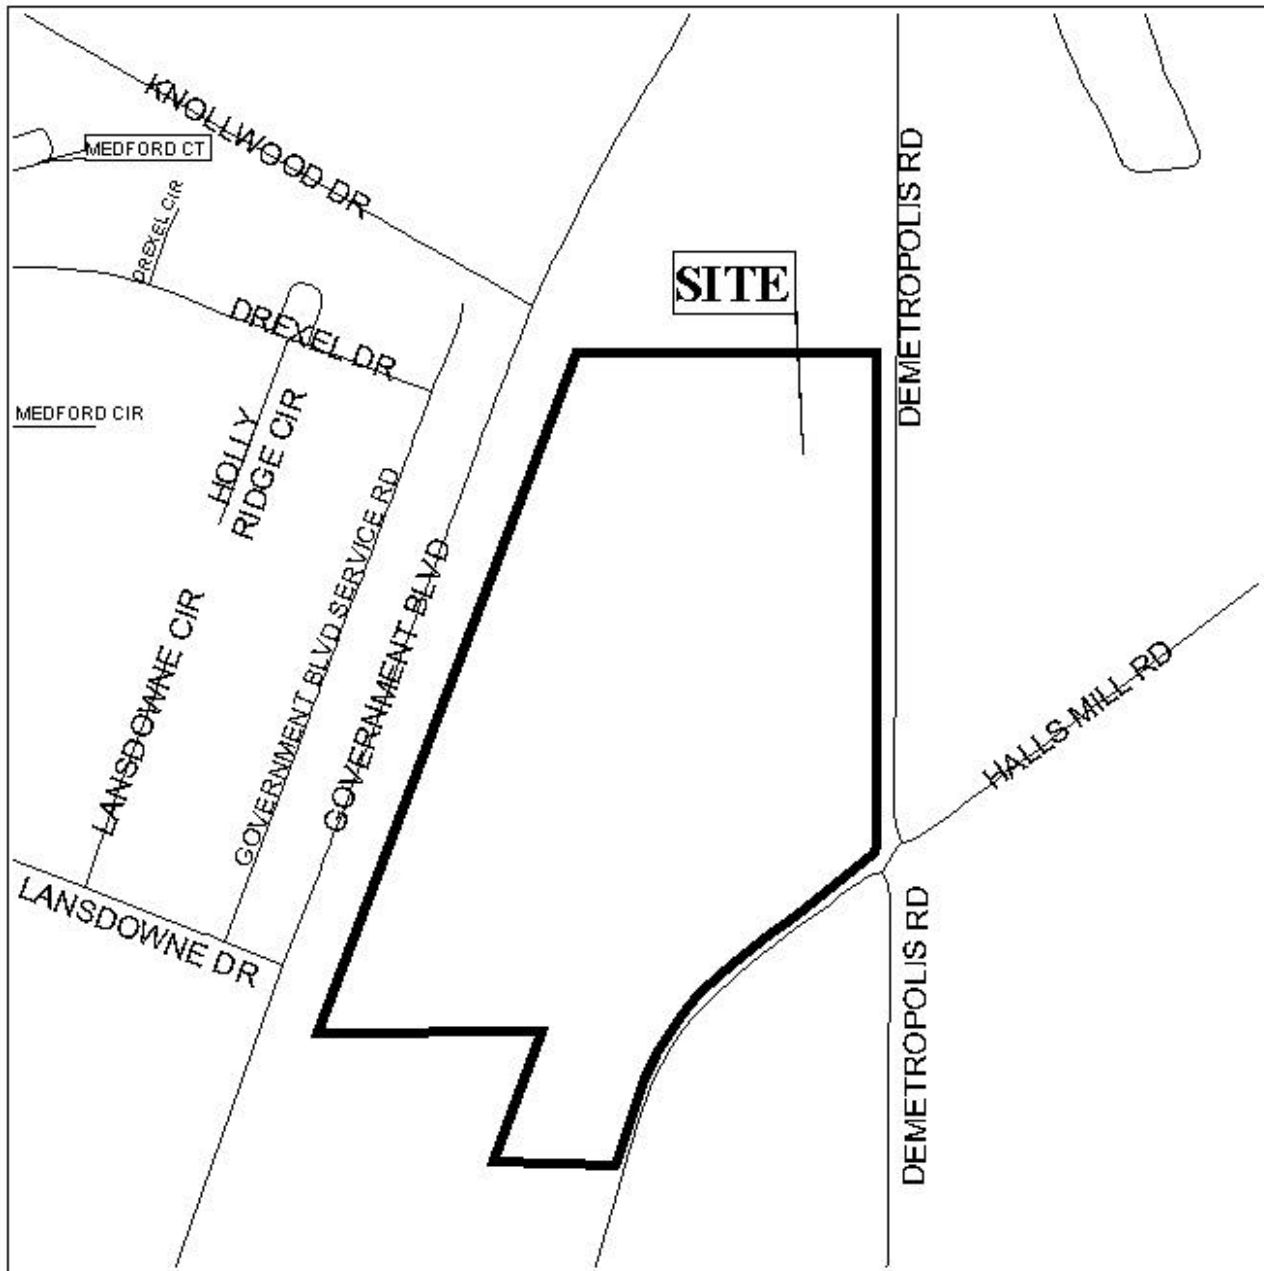 KNOLLWOOD DR
MEDFORD CT
DREXEL CIR
DEMETROPOLIS RD
SITE
DREXEL DR
MEDFORD CIR
HOLLY
RIDGE CIR
GOVERNMENT BLVD SERVICE RD
GOVERNMENT BLVD
LANSDOWNE CIR
HALLS MILL RD
LANSDOWNE DR
DEMETROPOLIS RD